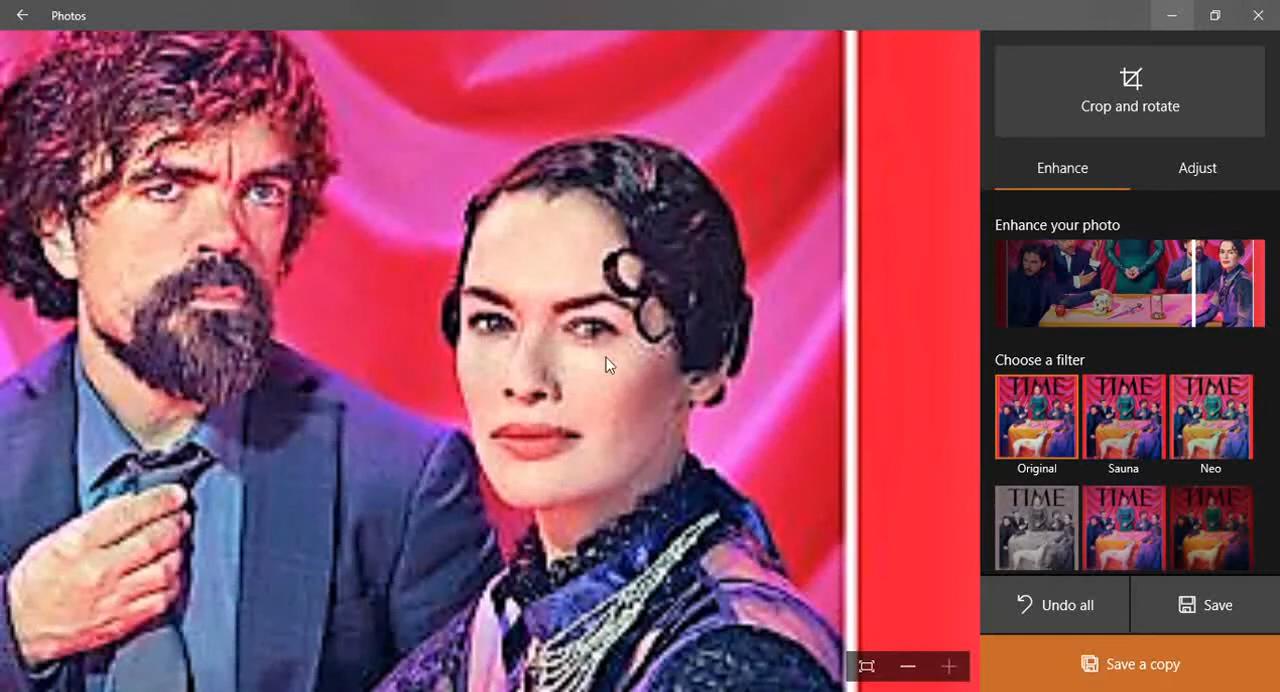 Photos
Crop and rotate
Enhance Adjust
Enhance your photo
Choose a filter
TIME TIME TIME
Original Sauna Neo
TIME TIME TIME
Undo all Save
Save a copy